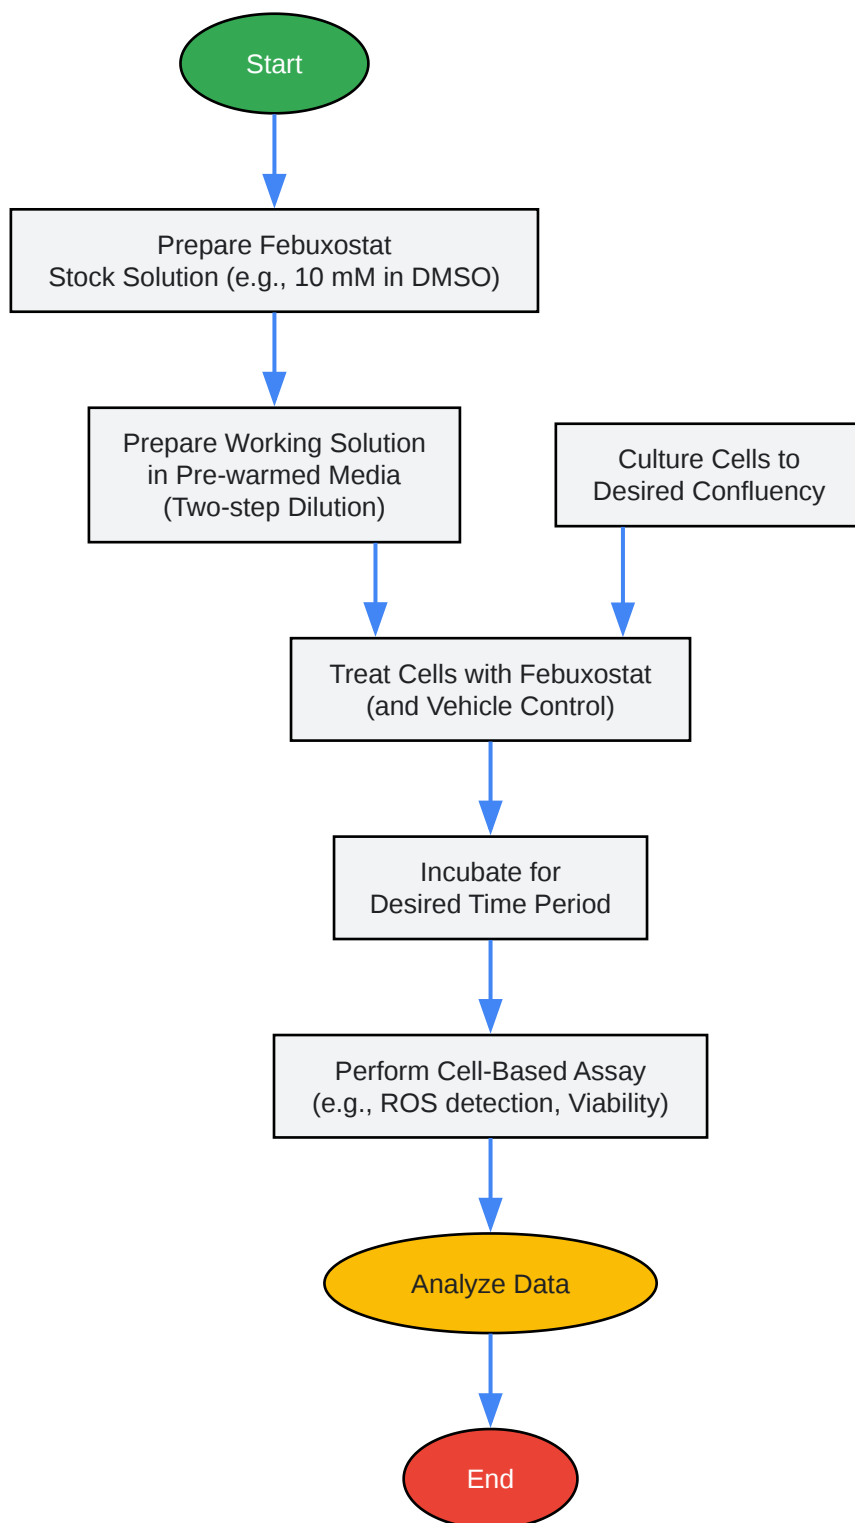 Start
Prepare Febuxostat
Stock Solution (e.g., 10 mM in DMSO)
Prepare Working Solution
in Pre-warmed Media
(Two-step Dilution)
Culture Cells to
Desired Confluency
Treat Cells with Febuxostat
(and Vehicle Control)
Incubate for
Desired Time Period
Perform Cell-Based Assay
(e.g., ROS detection, Viability)
Analyze Data
End